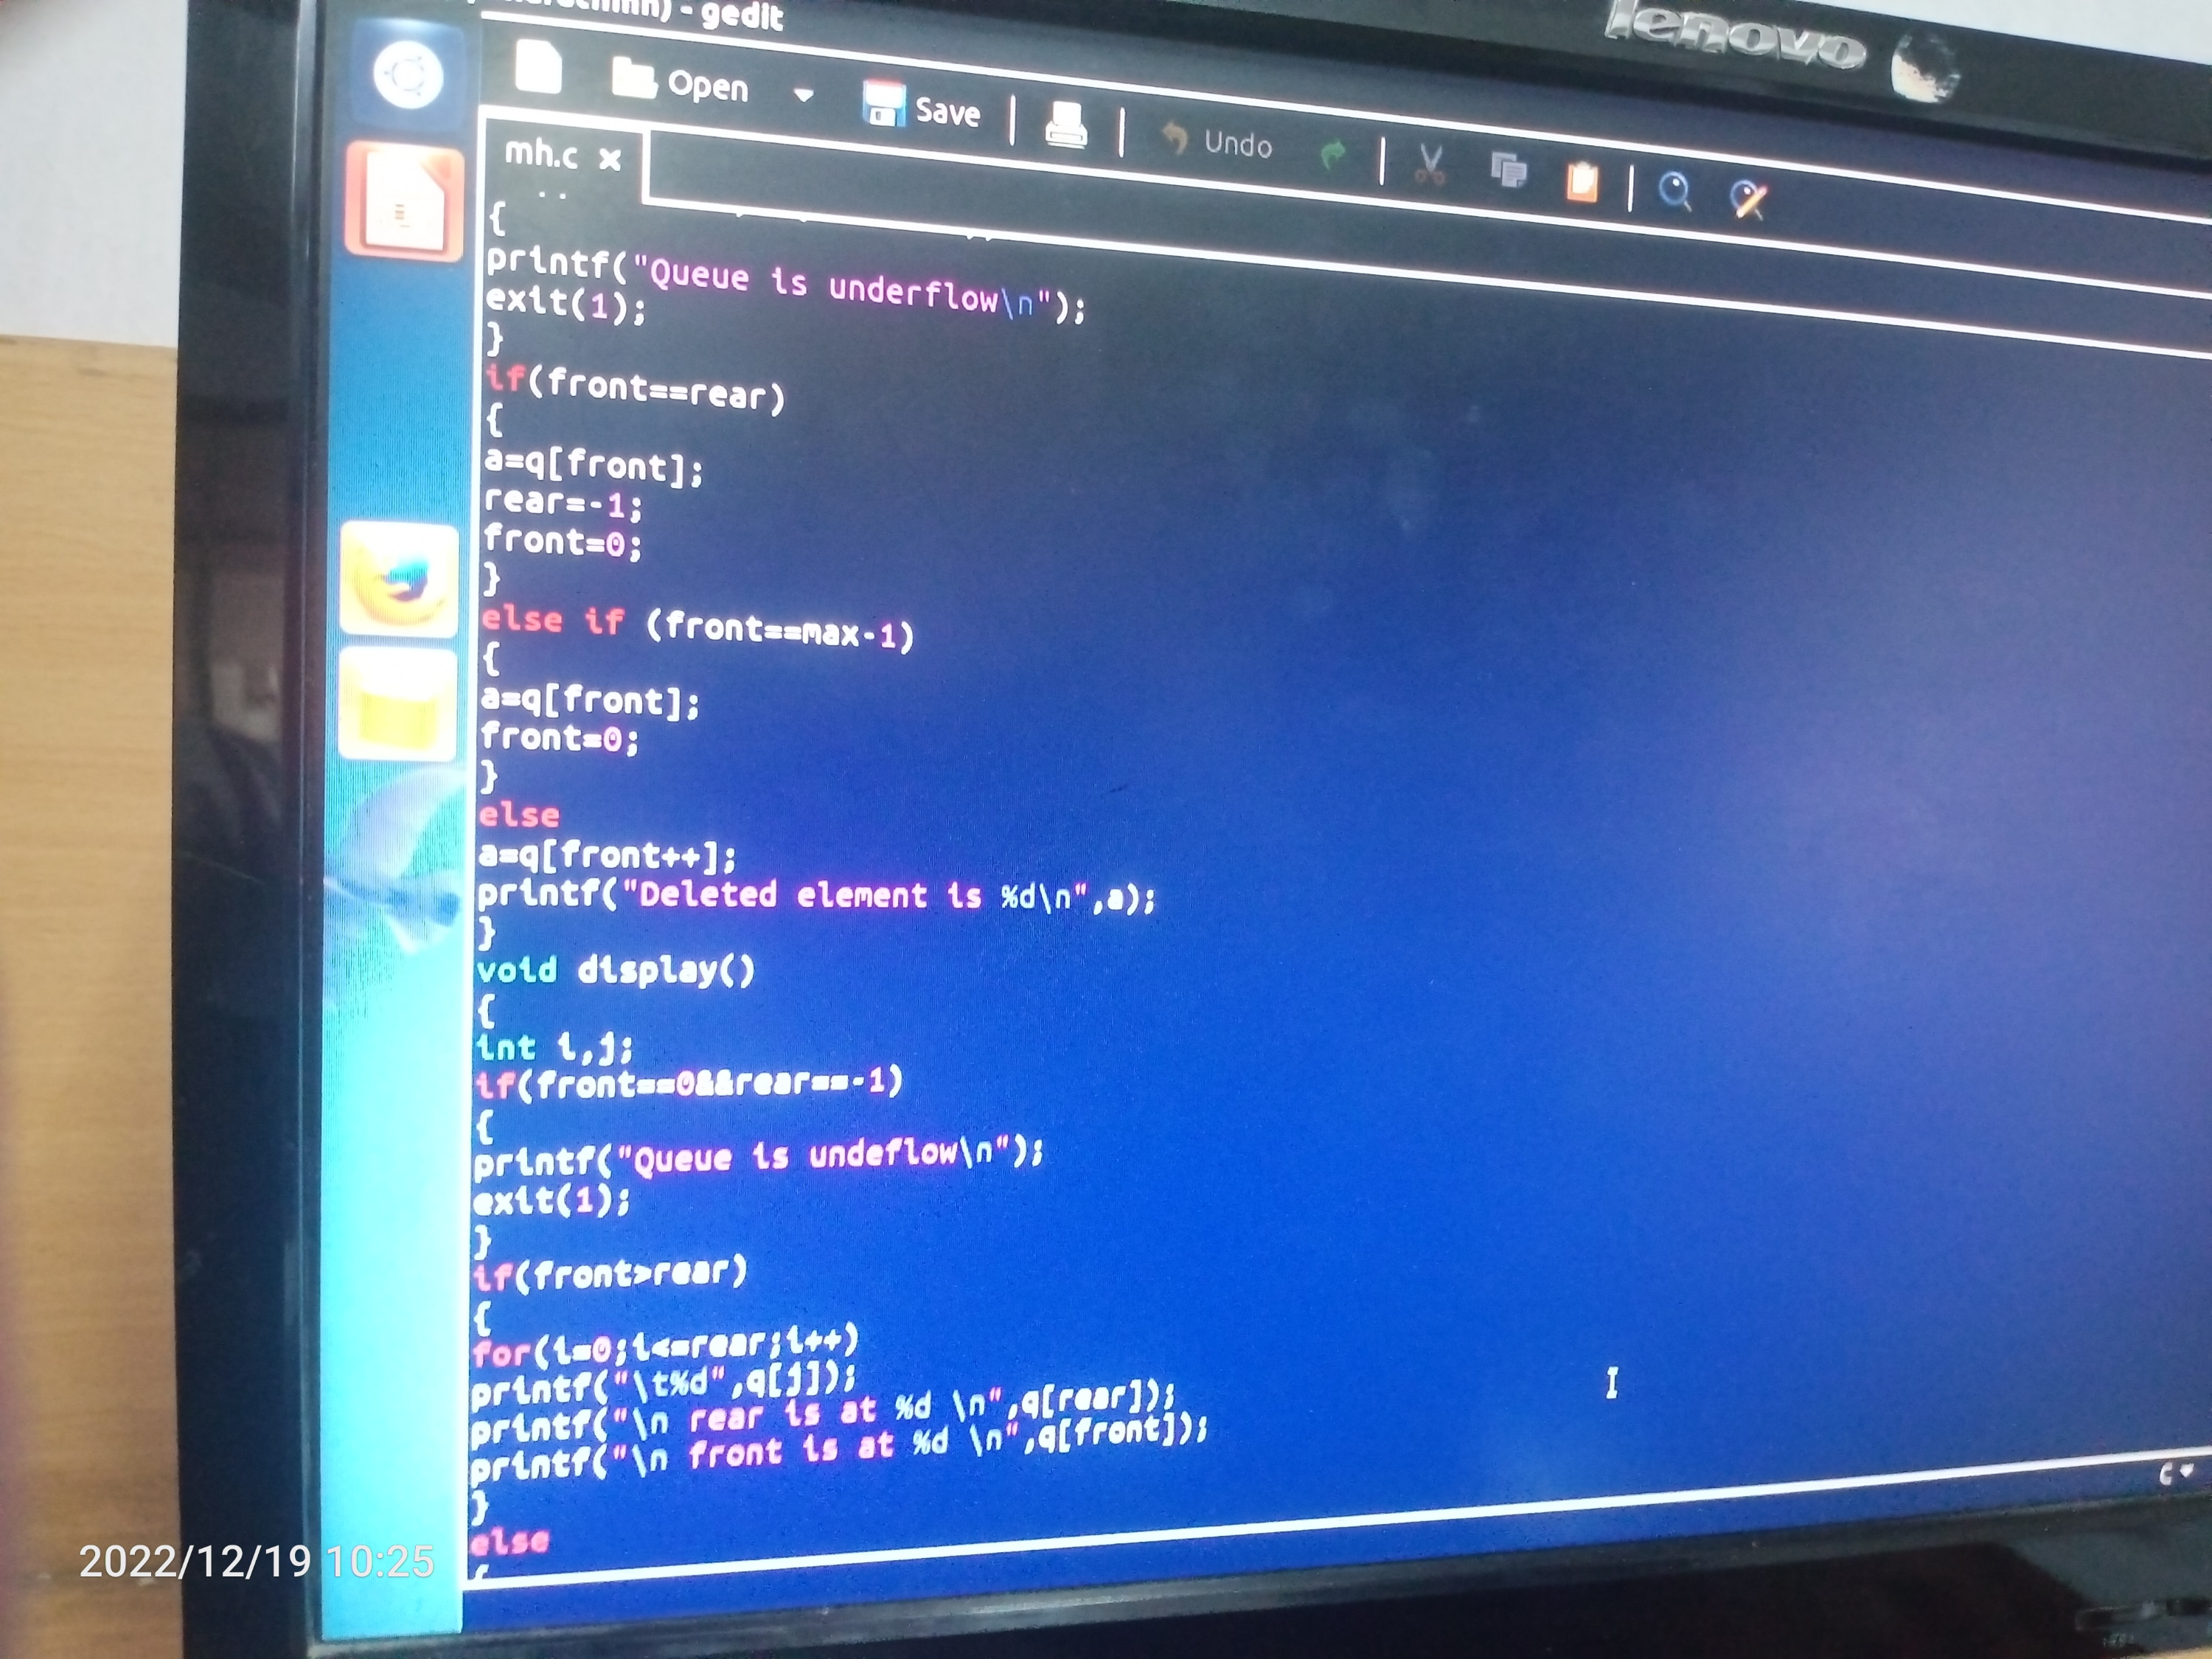 ) - gedit
lenovo
Open
Save
Undo
mh.c
{
printf("Queue is underflow\n");
exit(1);
}
if(front==rear)
{
a=q[front];
rear=-1;
front=0;
}
else if (front==max-1)
{
a=q[front];
front=0;
}
else
a=q[front++];
printf("Deleted element is %d\n",a);
}
void display()
{
int i,j;
if(front==0&&rear==-1)
{
printf("Queue is undeflow\n");
exit(1);
}
if(front>rear)
{
for(i=0;i<=rear;i++)
printf("\t%d",q[j]);
printf("\n rear is at %d \n",q[rear]);
printf("\n front is at %d \n",q[front]);
}
else
{
C
2022/12/19 10:25